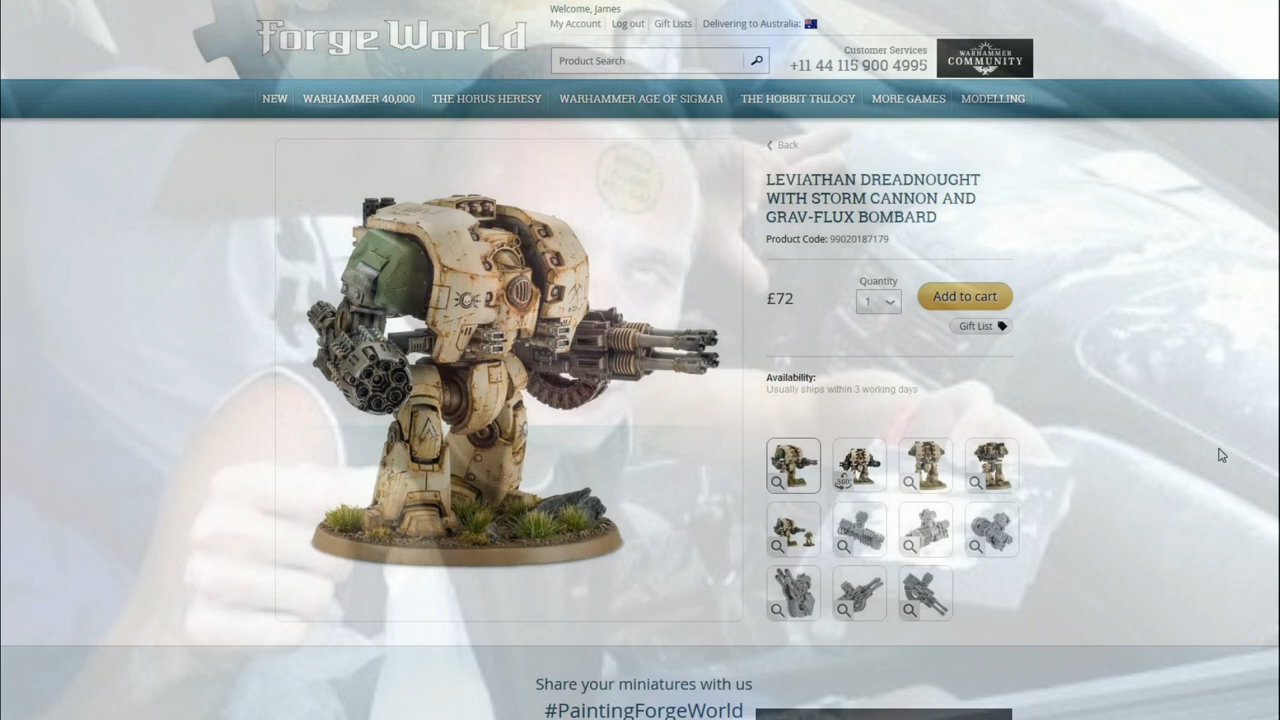 Welcome, James
My Account Log out Gift Lists Delivering to Australia:
Forge World
Product Search
Customer Services
+11 44 115 900 4995
WARHAMMER
COMMUNITY
NEW WARHAMMER 40,000 THE HORUS HERESY WARHAMMER AGE OF SIGMAR THE HOBBIT TRILOGY MORE GAMES MODELLING
Back
LEVIATHAN DREADNOUGHT
WITH STORM CANNON AND
GRAV-FLUX BOMBARD
Product Code: 99020187179
Quantity
£72
1
Add to cart
Gift List
Availability:
Usually ships within 3 working days
360°
Share your miniatures with us
#PaintingForgeWorld